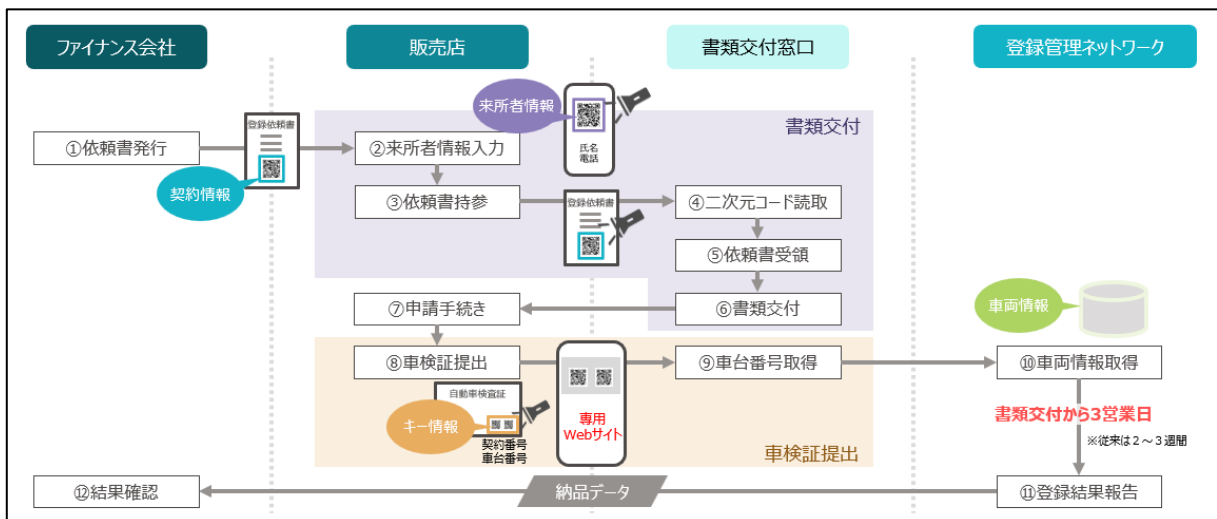 ファイナンス会社
販売店
書類交付窓口
登録管理ネットワーク
来所者情報
書類交付
登録依頼書
氏名
電話
①依頼書発行
②来所者情報入力
契約情報
③依頼書持参
登録依頼書
④二次元コード読取
⑤依頼書受領
⑦申請手続き
⑥書類交付
車両情報
⑧車検証提出
⑨車台番号取得
⑩車両情報取得
自動車検査証
キー情報
契約番号
車台番号
専用
Webサイト
車検証提出
書類交付から3営業日
※従来は2～3週間
⑫結果確認
納品データ
⑪登録結果報告